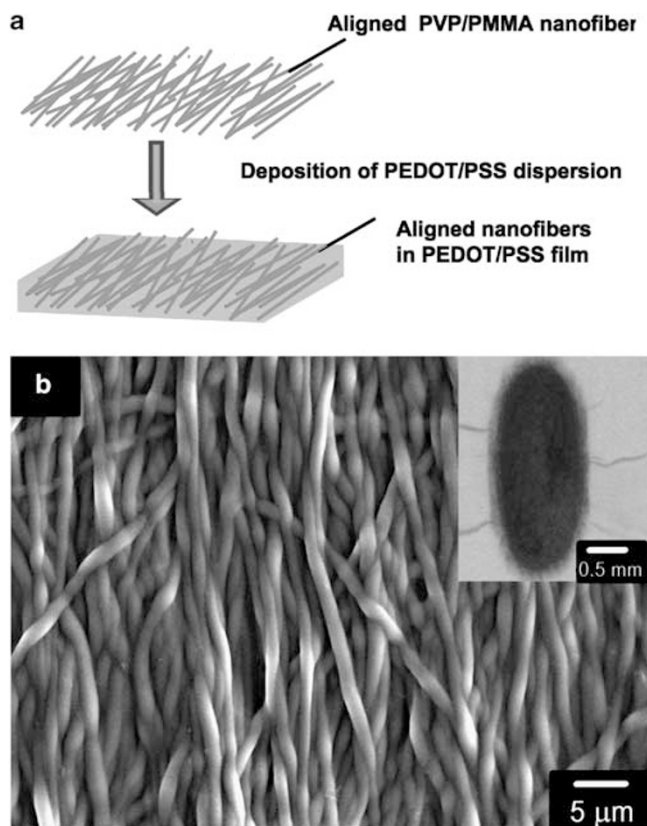 a
Aligned PVP/PMMA nanofiber
Deposition of PEDOT/PSS dispersion
Aligned nanofibers
in PEDOT/PSS film
b
0.5 mm
5 μm